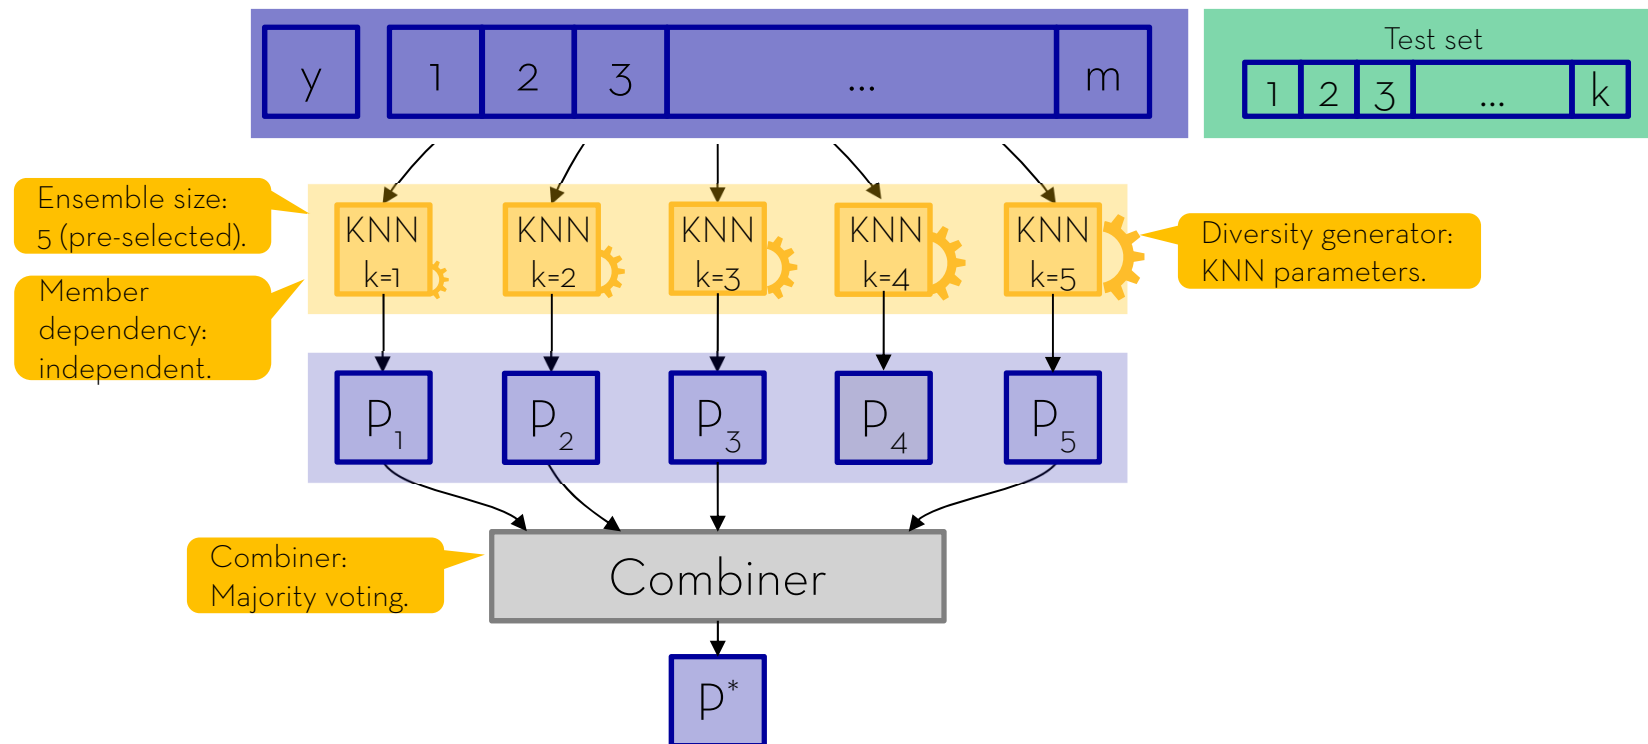 y 1 2 3 ... m
Test set
1 2 3 ... k
Ensemble size:
5 (pre-selected).
Member
dependency:
independent.
KNN
k=1
KNN
k=2
KNN
k=3
KNN
k=4
KNN
k=5
Diversity generator:
KNN parameters.
P1 P2 P3 P4 P5
Combiner:
Majority voting.
Combiner
P*